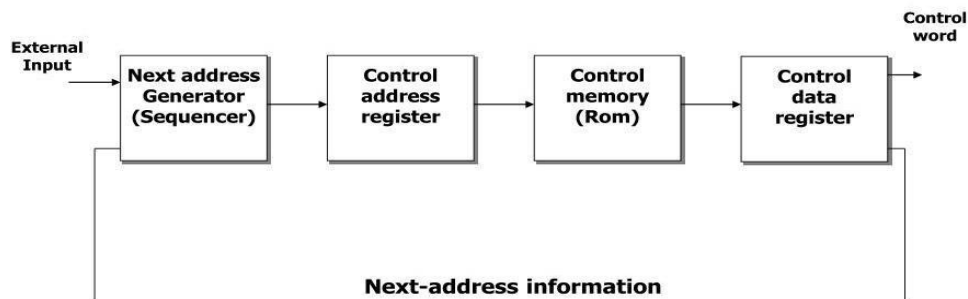 External
Input
Next address
Generator
(Sequencer)
Control
address
register
Control
memory
(Rom)
Control
data
register
Control
word
Next-address information